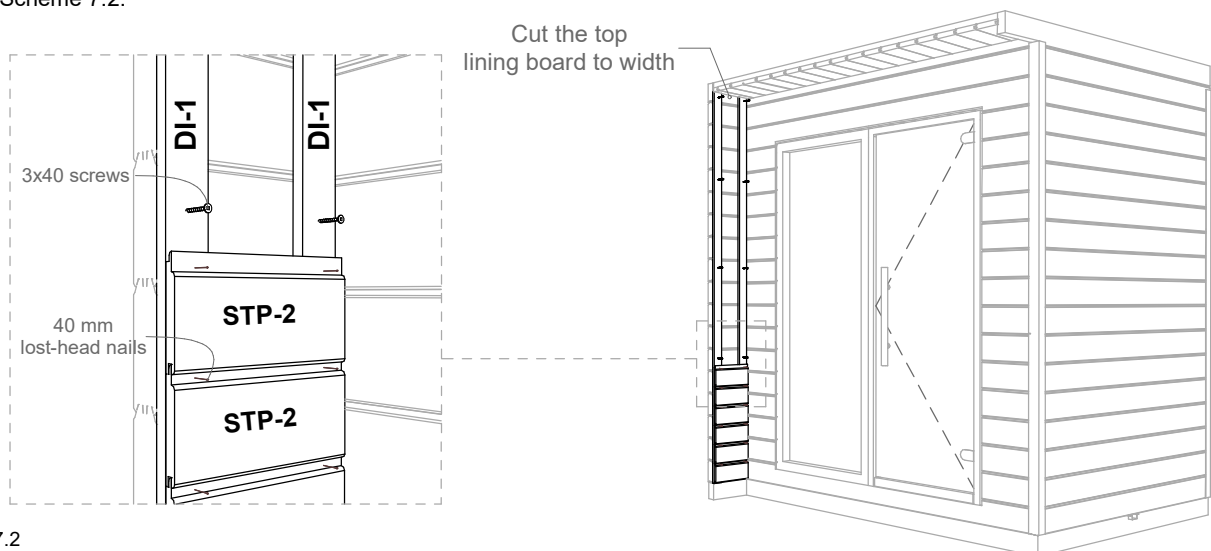 Scheme 7.2.
Cut the top
lining board to width
DI-1
DI-1
3x40 screws
STP-2
40 mm
lost-head nails
STP-2
7.2